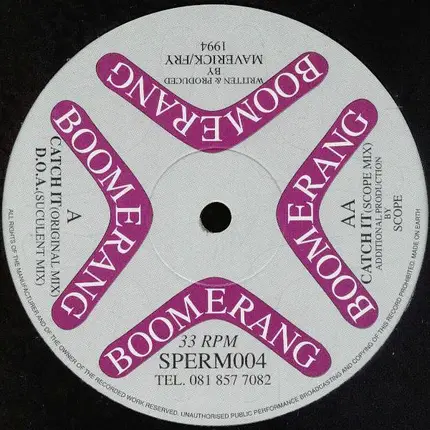 WRITTEN & PRODUCED
BY
MAVERICK/FRY
1994
BOOMERANG
BOOMERANG
A
CATCH IT (ORIGINAL MIX)
D.O.A. (SUCULENT MIX)
BOOMERANG
AA
CATCH IT (SCOPE MIX)
ADDITIONAL PRODUCTION
BY
SCOPE
BOOMERANG
33 RPM
SPERM004
TEL. 081 857 7082
ALL RIGHTS OF THE MANUFACTURER AND OF THE OWNER OF THE RECORDED WORK RESERVED. UNAUTHORISED PUBLIC PERFORMANCE BROADCASTING AND COPYING OF THIS RECORD PROHIBITED. MADE ON EARTH